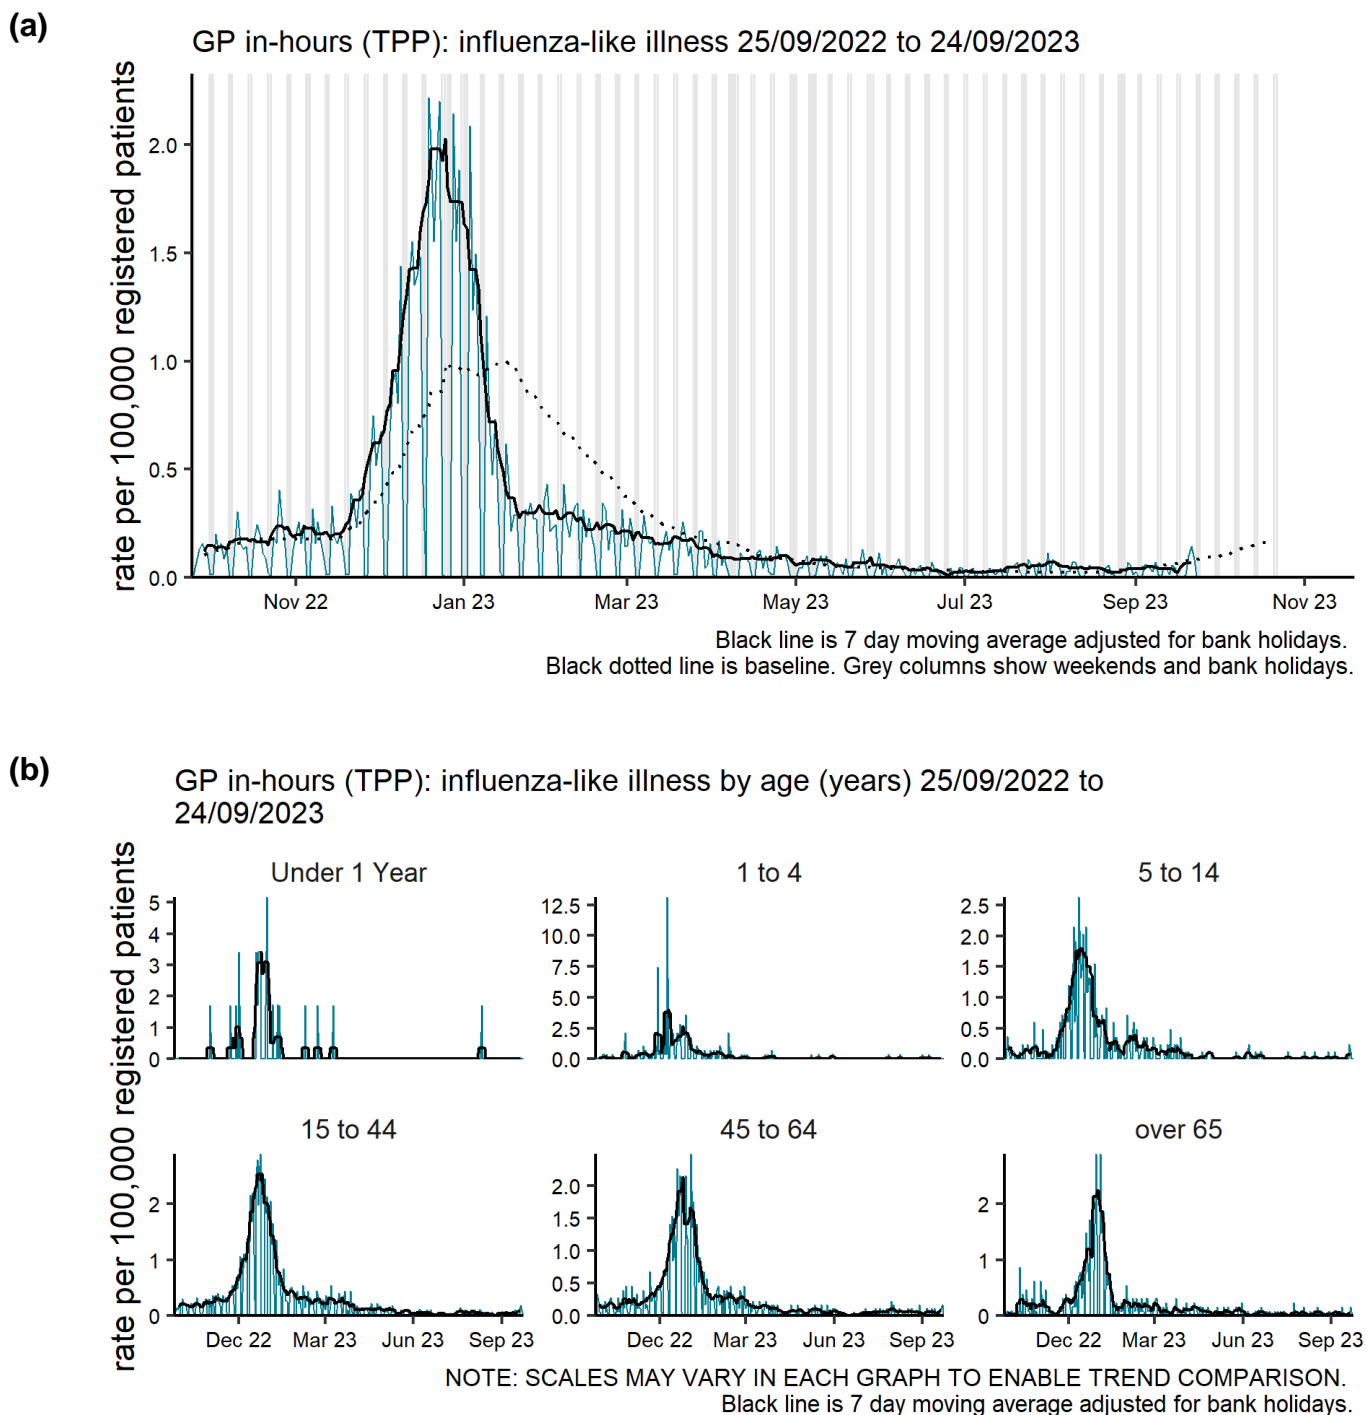 (a)
GP in-hours (TPP): influenza-like illness 25/09/2022 to 24/09/2023
rate per 100,000 registered patients
2.0
1.5
1.0
0.5
0.0
Nov 22 Jan 23 Mar 23 May 23 Jul 23 Sep 23 Nov 23
Black line is 7 day moving average adjusted for bank holidays.
Black dotted line is baseline. Grey columns show weekends and bank holidays.
(b)
GP in-hours (TPP): influenza-like illness by age (years) 25/09/2022 to
24/09/2023
rate per 100,000 registered patients
Under 1 Year
5
4
3
2
1
0
1 to 4
12.5
10.0
7.5
5.0
2.5
0.0
5 to 14
2.5
2.0
1.5
1.0
0.5
0.0
15 to 44
2
1
0
Dec 22 Mar 23 Jun 23 Sep 23
45 to 64
2.0
1.5
1.0
0.5
0.0
Dec 22 Mar 23 Jun 23 Sep 23
over 65
2
1
0
Dec 22 Mar 23 Jun 23 Sep 23
NOTE: SCALES MAY VARY IN EACH GRAPH TO ENABLE TREND COMPARISON.
Black line is 7 day moving average adjusted for bank holidays.